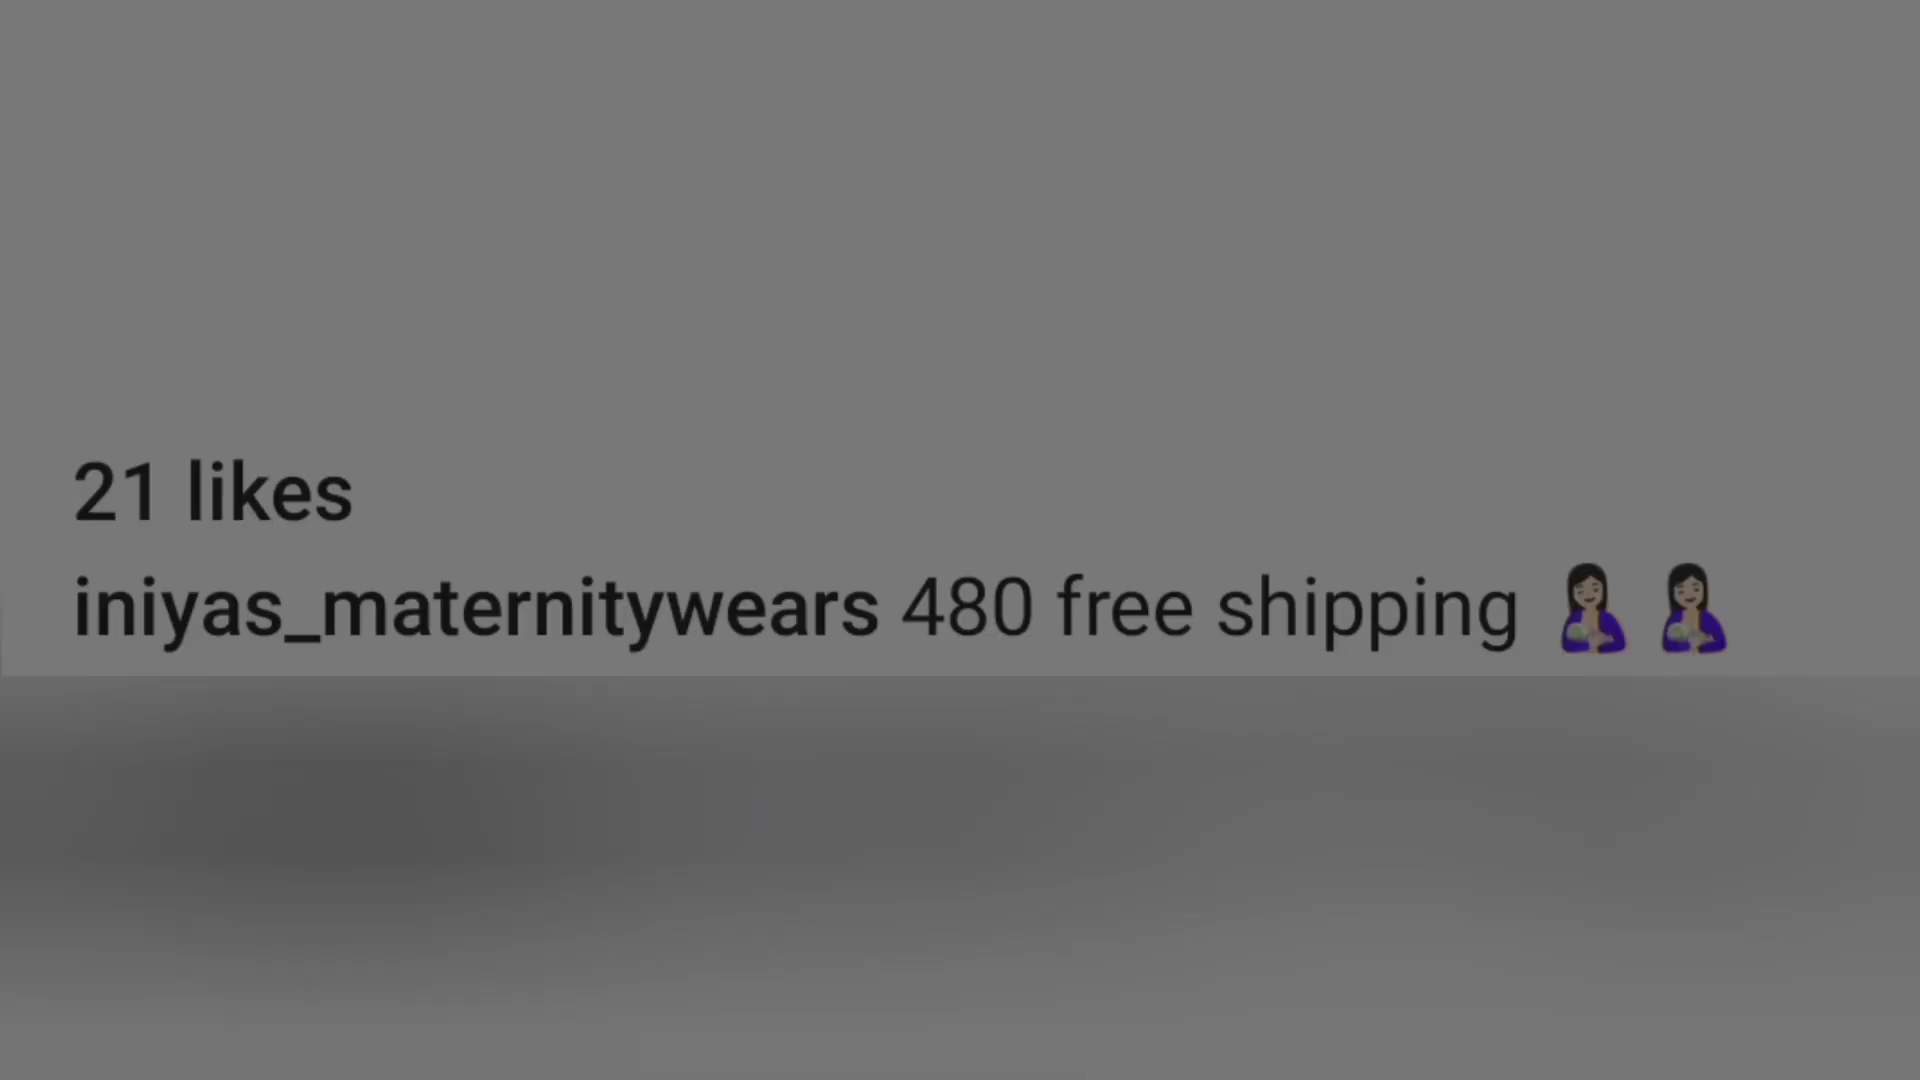 21 likes
iniyas_maternitywears 480 free shipping 🤱🏼 🤱🏼